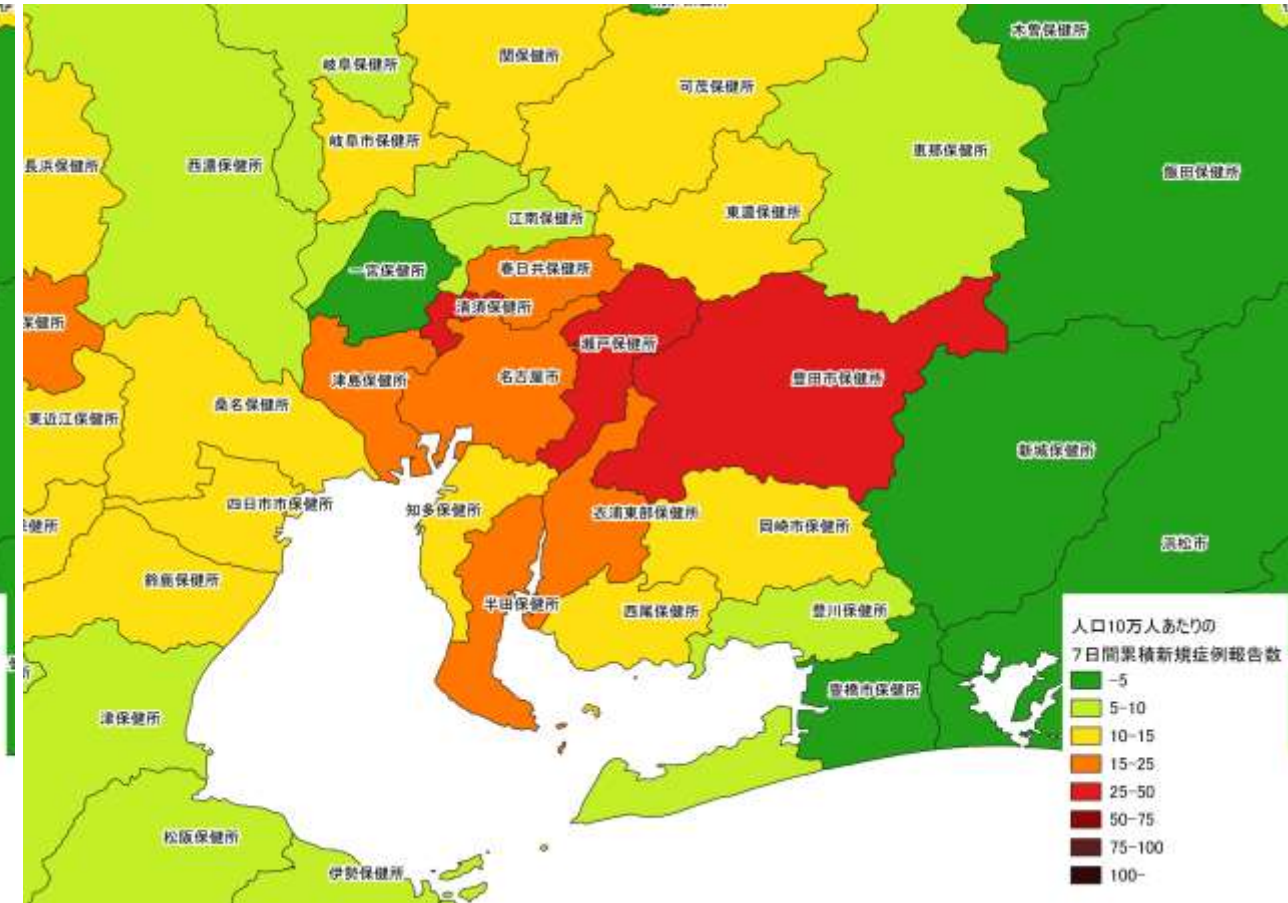 木曽保健所
関保健所
岐阜保健所
可茂保健所
岐阜市保健所
恵那保健所
長浜保健所
西濃保健所
飯田保健所
東濃保健所
江南保健所
一宮保健所
春日井保健所
清須保健所
保健所
瀬戸保健所
津島保健所
名古屋市
豊田市保健所
桑名保健所
東近江保健所
新城保健所
四日市市保健所
知多保健所
衣浦東部保健所
岡崎市保健所
保健所
浜松市
鈴鹿保健所
半田保健所
西尾保健所
豊川保健所
豊橋市保健所
津保健所
松阪保健所
伊勢保健所
人口10万人あたりの
7日間累積新規症例報告数
-5
5-10
10-15
15-25
25-50
50-75
75-100
100-